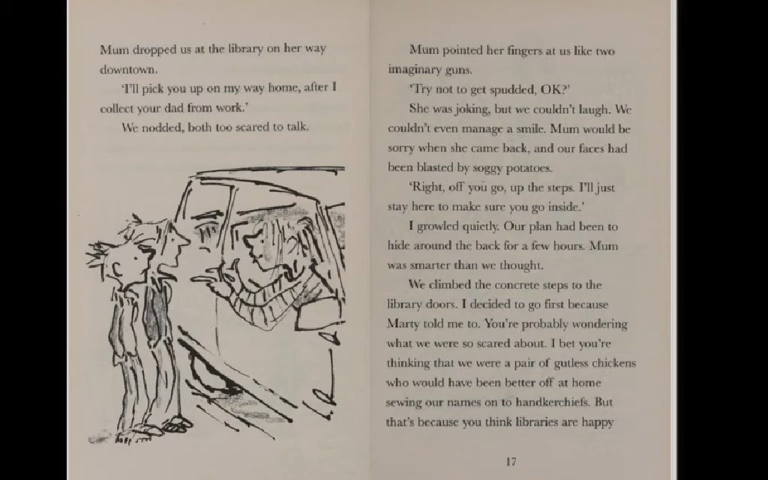 Mum dropped us at the library on her way
downtown.
'I'll pick you up on my way home, after I
collect your dad from work.'
We nodded, both too scared to talk.
Mum pointed her fingers at us like two
imaginary guns.
'Try not to get spudded, OK?'
She was joking, but we couldn't laugh. We
couldn't even manage a smile. Mum would be
sorry when she came back, and our faces had
been blasted by soggy potatoes.
'Right, off you go, up the steps. I'll just
stay here to make sure you go inside.'
I growled quietly. Our plan had been to
hide around the back for a few hours. Mum
was smarter than we thought.
We climbed the concrete steps to the
library doors. I decided to go first because
Marty told me to. You're probably wondering
what we were so scared about. I bet you're
thinking that we were a pair of gutless chickens
who would have been better off at home
sewing our names on to handkerchiefs. But
that's because you think libraries are happy
17